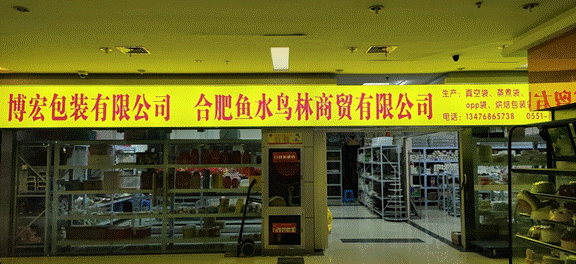 博宏包装有限公司 合肥鱼水鸟林商贸有限公司
生产：真空袋、蒸煮袋、
opp袋、烘焙包装袋
电话：13476865738 0551-